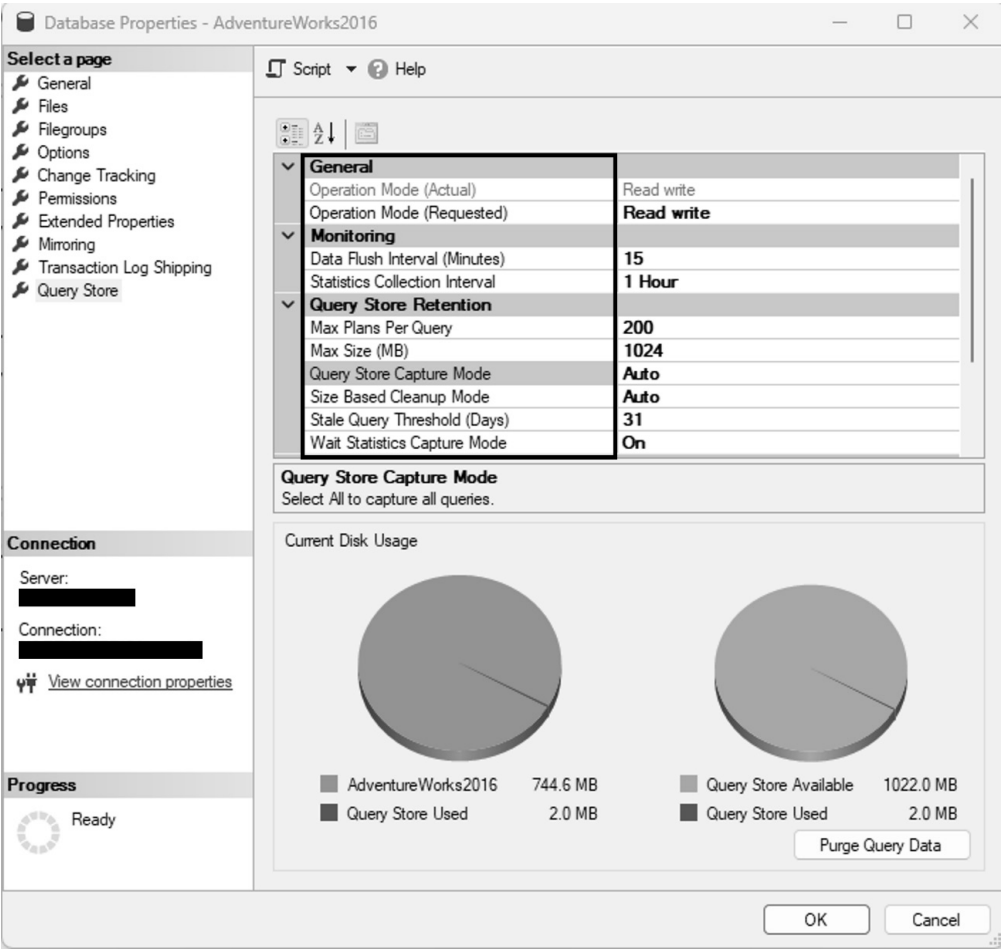 Database Properties - AdventureWorks2016
Select a page
General
Files
Filegroups
Options
Change Tracking
Permissions
Extended Properties
Mirroring
Transaction Log Shipping
Query Store
Connection
Server:
Connection:
View connection properties
Progress
Ready
Script
Help
General
Operation Mode (Actual) Read write
Operation Mode (Requested) Read write
Monitoring
Data Flush Interval (Minutes) 15
Statistics Collection Interval 1 Hour
Query Store Retention
Max Plans Per Query 200
Max Size (MB) 1024
Query Store Capture Mode Auto
Size Based Cleanup Mode Auto
Stale Query Threshold (Days) 31
Wait Statistics Capture Mode On
Query Store Capture Mode
Select All to capture all queries.
Current Disk Usage
AdventureWorks2016 744.6 MB
Query Store Used 2.0 MB
Query Store Available 1022.0 MB
Query Store Used 2.0 MB
Purge Query Data
OK
Cancel